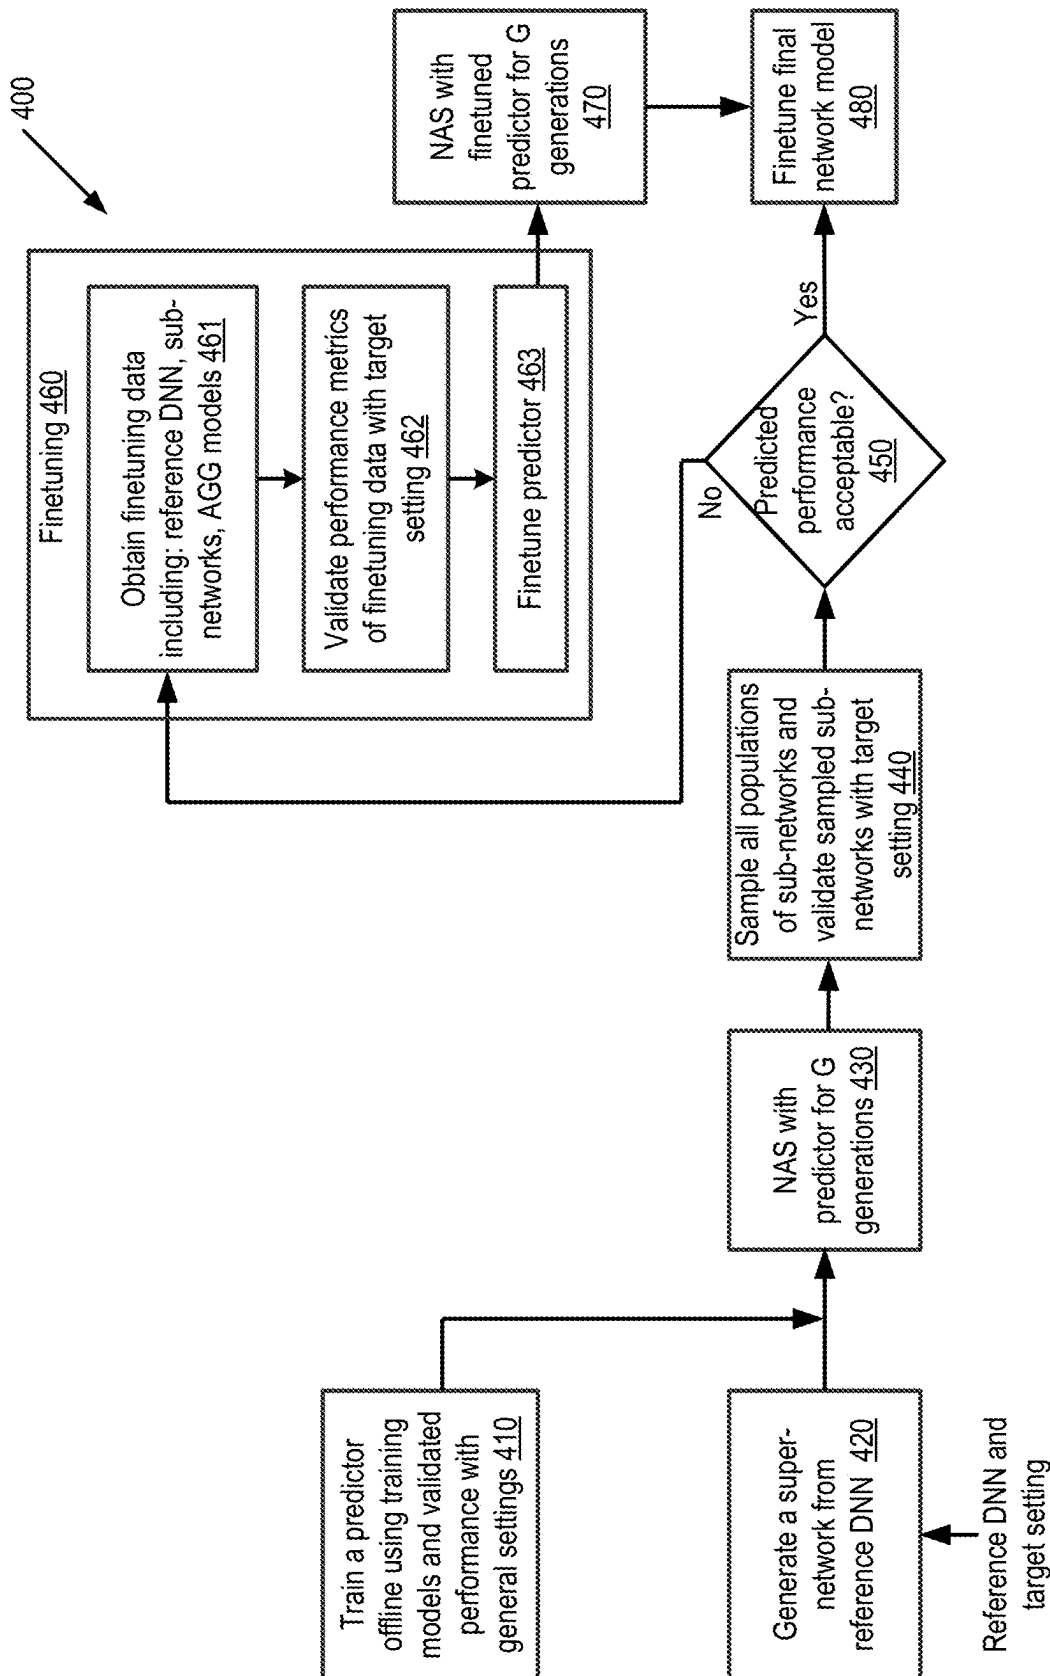 400
Train a predictor
offline using training
models and validated
performance with
general settings 410
Reference DNN and
target setting
Generate a super-
network from
reference DNN 420
NAS with
predictor for G
generations 430
Sample all populations
of sub-networks and
validate sampled sub-
networks with target
setting 440
Predicted
performance
acceptable?
450
No
Yes
Finetuning 460
Obtain finetuning data
including: reference DNN, sub-
networks, AGG models 461
Validate performance metrics
of finetuning data with target
setting 462
Finetune predictor 463
NAS with
finetuned
predictor for G
generations
470
Finetune final
network model
480